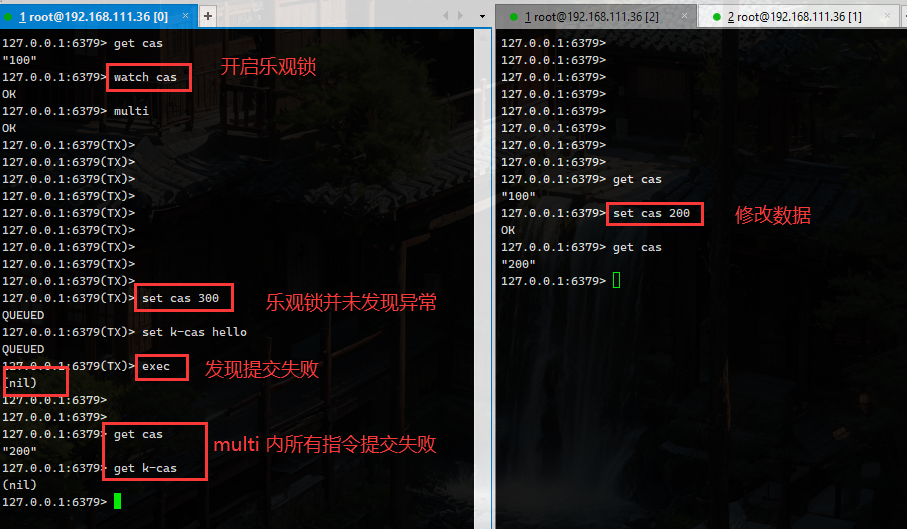 1 root@192.168.111.36 [0] × +
127.0.0.1:6379> get cas
"100"
127.0.0.1:6379> watch cas
开启乐观锁
OK
127.0.0.1:6379> multi
OK
127.0.0.1:6379(TX)>
127.0.0.1:6379(TX)>
127.0.0.1:6379(TX)>
127.0.0.1:6379(TX)>
127.0.0.1:6379(TX)>
127.0.0.1:6379(TX)>
127.0.0.1:6379(TX)>
127.0.0.1:6379(TX)>
127.0.0.1:6379(TX)>
127.0.0.1:6379(TX)> set cas 300
乐观锁并未发现异常
QUEUED
127.0.0.1:6379(TX)> set k-cas hello
QUEUED
127.0.0.1:6379(TX)> exec
发现提交失败
(nil)
127.0.0.1:6379>
127.0.0.1:6379>
127.0.0.1:6379> get cas
"200"
multi 内所有指令提交失败
127.0.0.1:6379> get k-cas
(nil)
127.0.0.1:6379>
1 root@192.168.111.36 [2] ×
2 root@192.168.111.36 [1] ×
127.0.0.1:6379>
127.0.0.1:6379>
127.0.0.1:6379>
127.0.0.1:6379>
127.0.0.1:6379>
127.0.0.1:6379>
127.0.0.1:6379>
127.0.0.1:6379>
127.0.0.1:6379> get cas
"100"
127.0.0.1:6379> set cas 200
修改数据
OK
127.0.0.1:6379> get cas
"200"
127.0.0.1:6379>